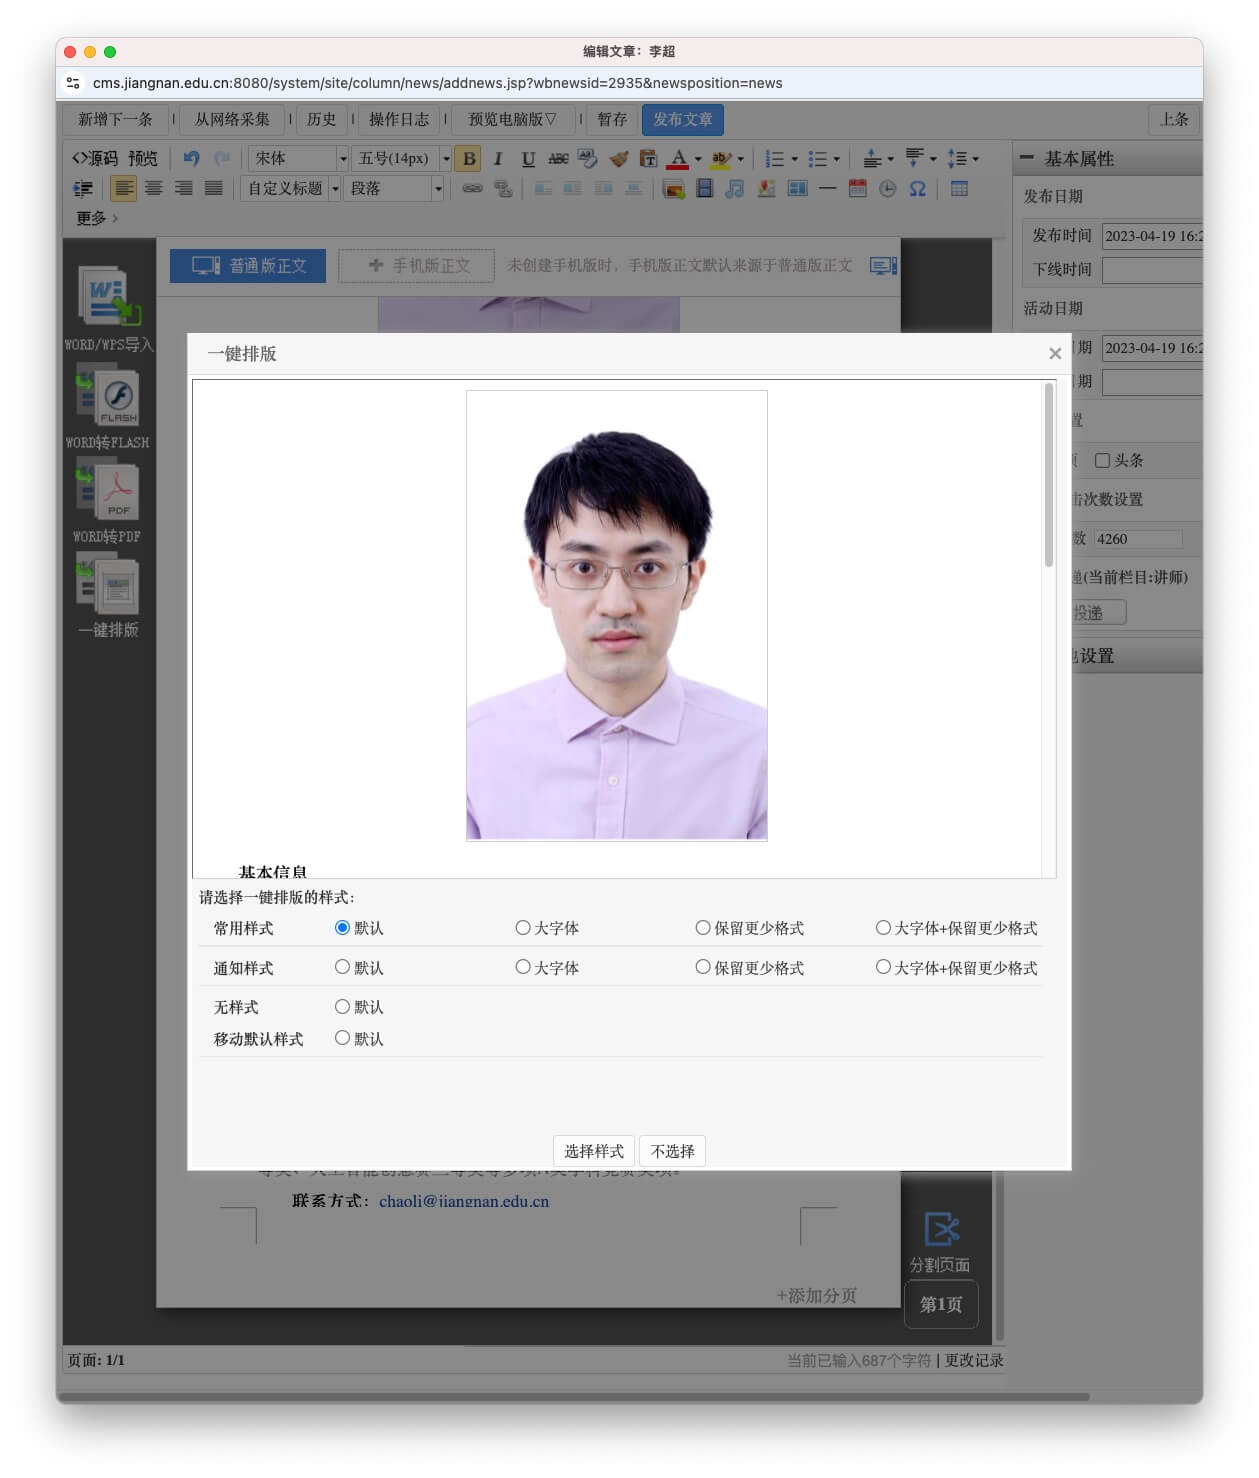 编辑文章：李超
cms.jiangnan.edu.cn:8080/system/site/column/news/addnews.jsp?wbnewsid=2935&newsposition=news
新增下一条 | 从网络采集 | 历史 | 操作日志 | 预览电脑版▽ | 暂存 发布文章 上条
<>源码 预览 宋体 五号(14px) B I U ABC A ab
自定义标题 段落 Ω
更多 >
基本属性
发布日期
发布时间 2023-04-19 16:2
下线时间
活动日期
日期 2023-04-19 16:2
日期
置
头条
击次数设置
数 4260
递(当前栏目:讲师)
投递
设置
普通版正文 + 手机版正文 未创建手机版时，手机版正文默认来源于普通版正文
WORD/WPS导入
FLASH
WORD转FLASH
PDF
WORD转PDF
一键排版
一键排版 ×
基本信息
请选择一键排版的样式：
常用样式 默认 大字体 保留更少格式 大字体+保留更少格式
通知样式 默认 大字体 保留更少格式 大字体+保留更少格式
无样式 默认
移动默认样式 默认
选择样式 不选择
联系方式：chaoli@jiangnan.edu.cn
分割页面
+添加分页
第1页
页面: 1/1 当前已输入687个字符 | 更改记录